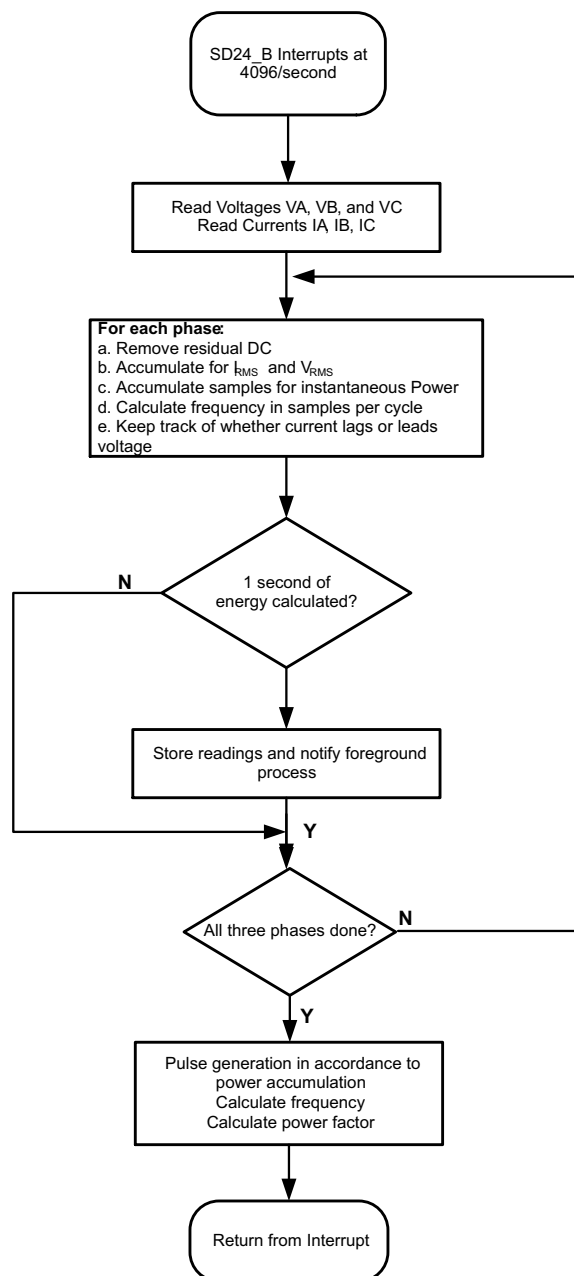 SD24_B Interrupts at
4096/second
Read Voltages VA, VB, and VC
Read Currents IA, IB, IC
For each phase:
a. Remove residual DC
b. Accumulate for IRMS and VRMS
c. Accumulate samples for instantaneous Power
d. Calculate frequency in samples per cycle
e. Keep track of whether current lags or leads
voltage
N
1 second of
energy calculated?
Store readings and notify foreground
process
Y
All three phases done?
N
Y
Pulse generation in accordance to
power accumulation
Calculate frequency
Calculate power factor
Return from Interrupt